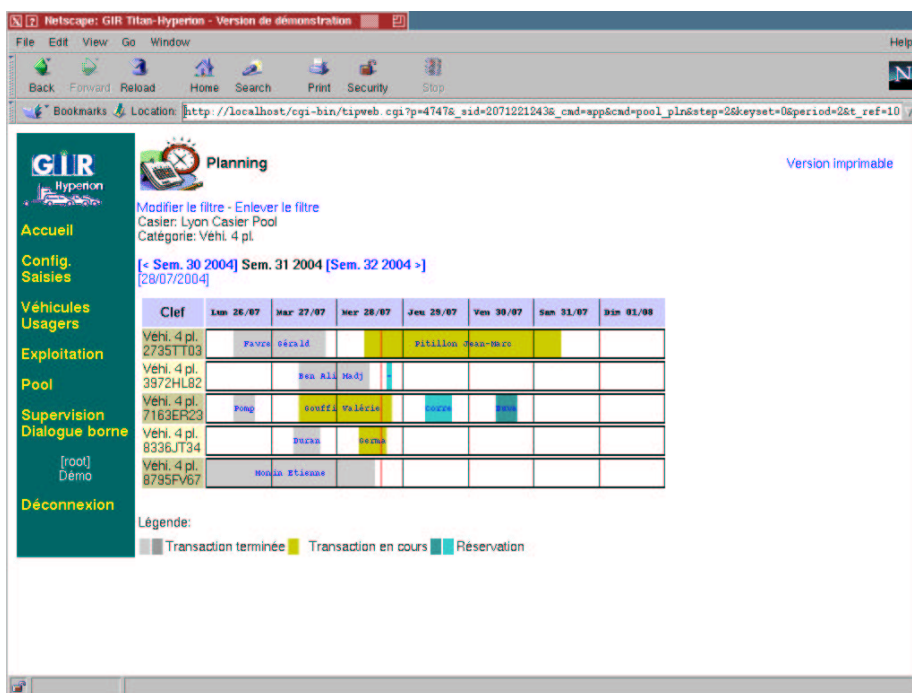 Netscape: GIR Titan-Hyperion - Version de démonstration
File Edit View Go Window Help
Back Forward Reload Home Search Print Security Stop
Bookmarks Location: http://localhost/cgi-bin/tipweb.cgi?p=4747&_sid=2071221243&_cmd=app&cmd=pool_pln&step=2&keyset=0&period=2&t_ref=10
GIR
Hyperion
Accueil
Config.
Saisies
Véhicules
Usagers
Exploitation
Pool
Supervision
Dialogue borne
[root]
Démo
Déconnexion
Planning
Version imprimable
Modifier le filtre - Enlever le filtre
Casier: Lyon Casier Pool
Catégorie: Véhi. 4 pl.
[< Sem. 30 2004] Sem. 31 2004 [Sem. 32 2004 >]
[28/07/2004]
Clef Lun 26/07 Mar 27/07 Mer 28/07 Jeu 29/07 Ven 30/07 Sam 31/07 Dim 01/08
Véhi. 4 pl.
2735TT03 Favre Gérald Pitillon Jean-Marc
Véhi. 4 pl.
3972HL82 Ben Ali Madj
Véhi. 4 pl.
7163ER23 Pomp Gouffi Valérie Corre
Véhi. 4 pl.
8336JT34 Duran Germa
Véhi. 4 pl.
8795FV67 Monin Etienne
Légende:
Transaction terminée Transaction en cours Réservation